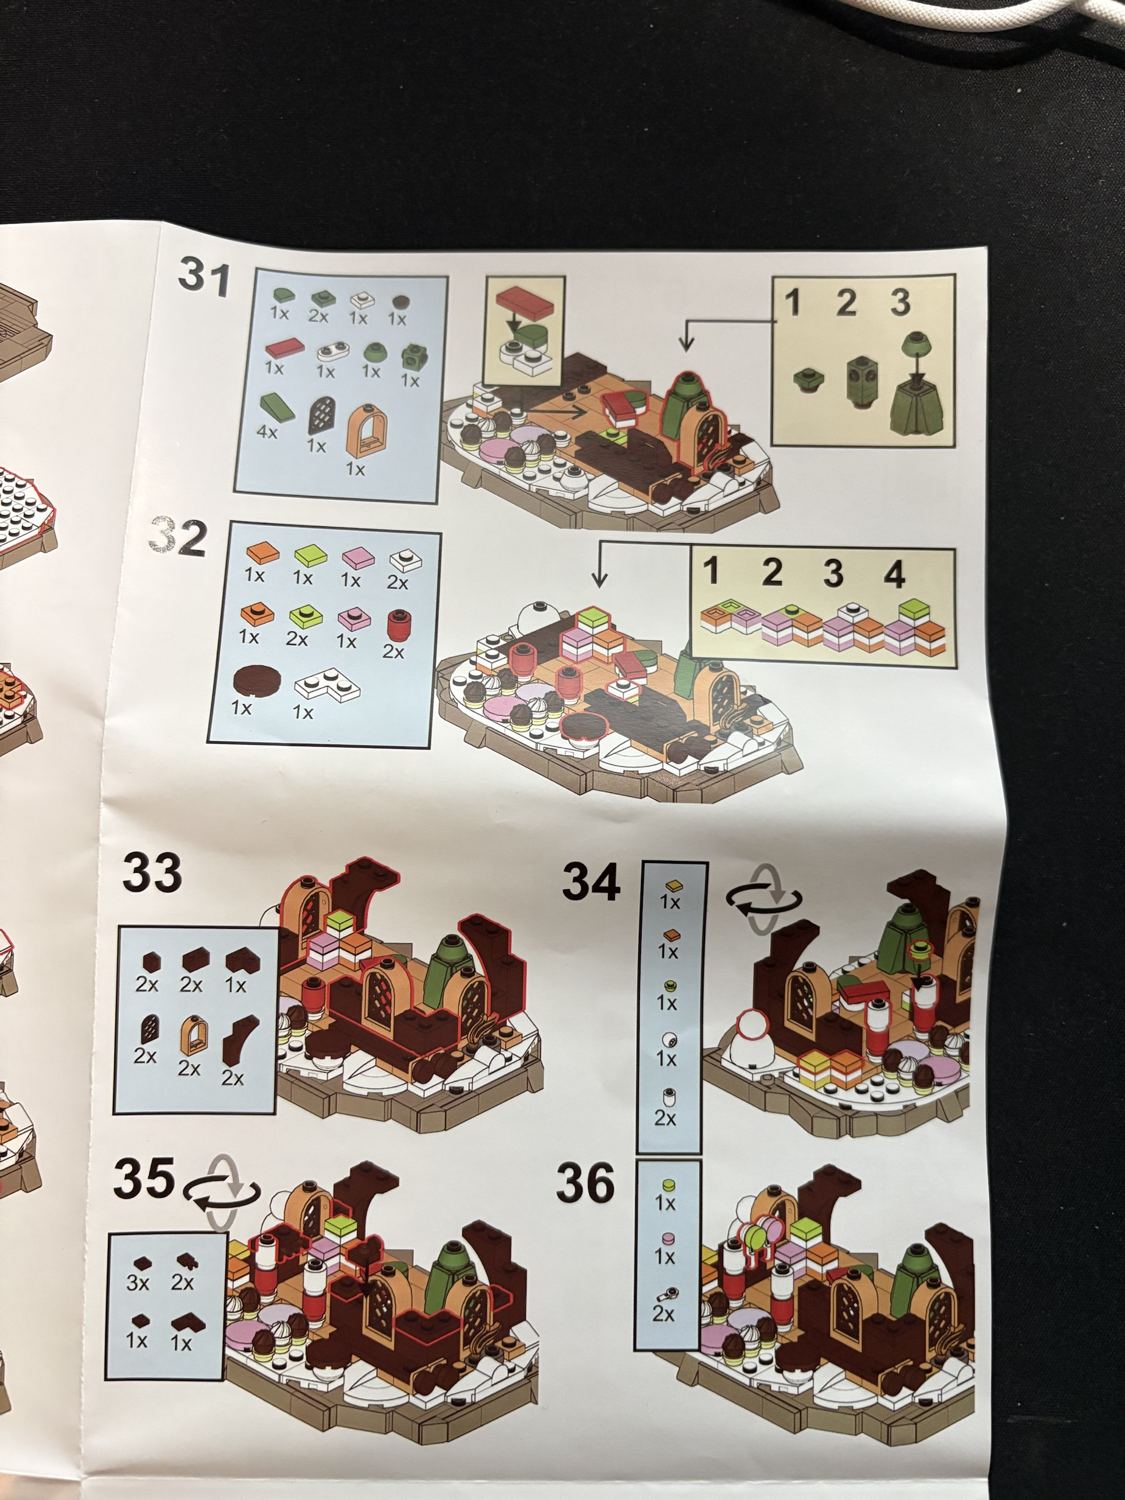 31
1x 2x 1x 1x
1x 1x 1x 1x
4x 1x 1x
1 2 3
32
1x 1x 1x 2x
1x 2x 1x 2x
1x 1x
1 2 3 4
33
2x 2x 1x
2x 2x 2x
34
1x
1x
1x
1x
2x
35
3x 2x
1x 1x
36
1x
1x
2x